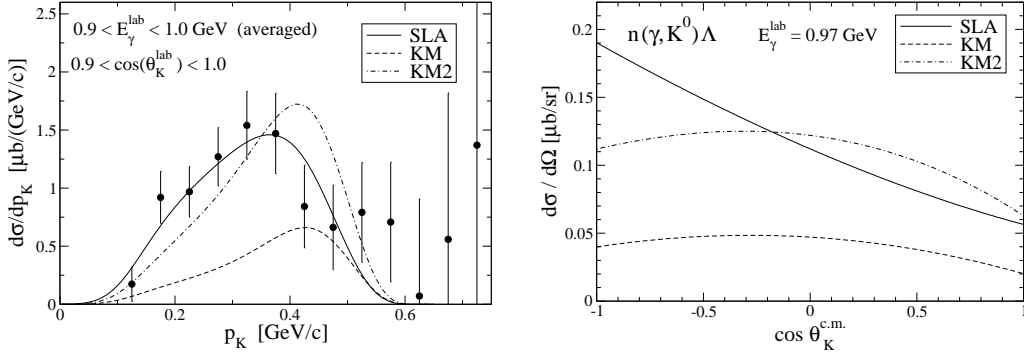 0.9 < E_γ^lab < 1.0 GeV (averaged)
0.9 < cos(θ_K^lab) < 1.0
SLA
KM
KM2
dσ/dp_K [μb/(GeV/c)]
2.5
2
1.5
1
0.5
0
0 0.2 0.4 0.6
p_K [GeV/c]
n(γ,K^0)Λ
E_γ^lab = 0.97 GeV
SLA
KM
KM2
dσ / dΩ [μb/sr]
0.2
0.15
0.1
0.05
0
-1 -0.5 0 0.5 1
cos θ_K^c.m.